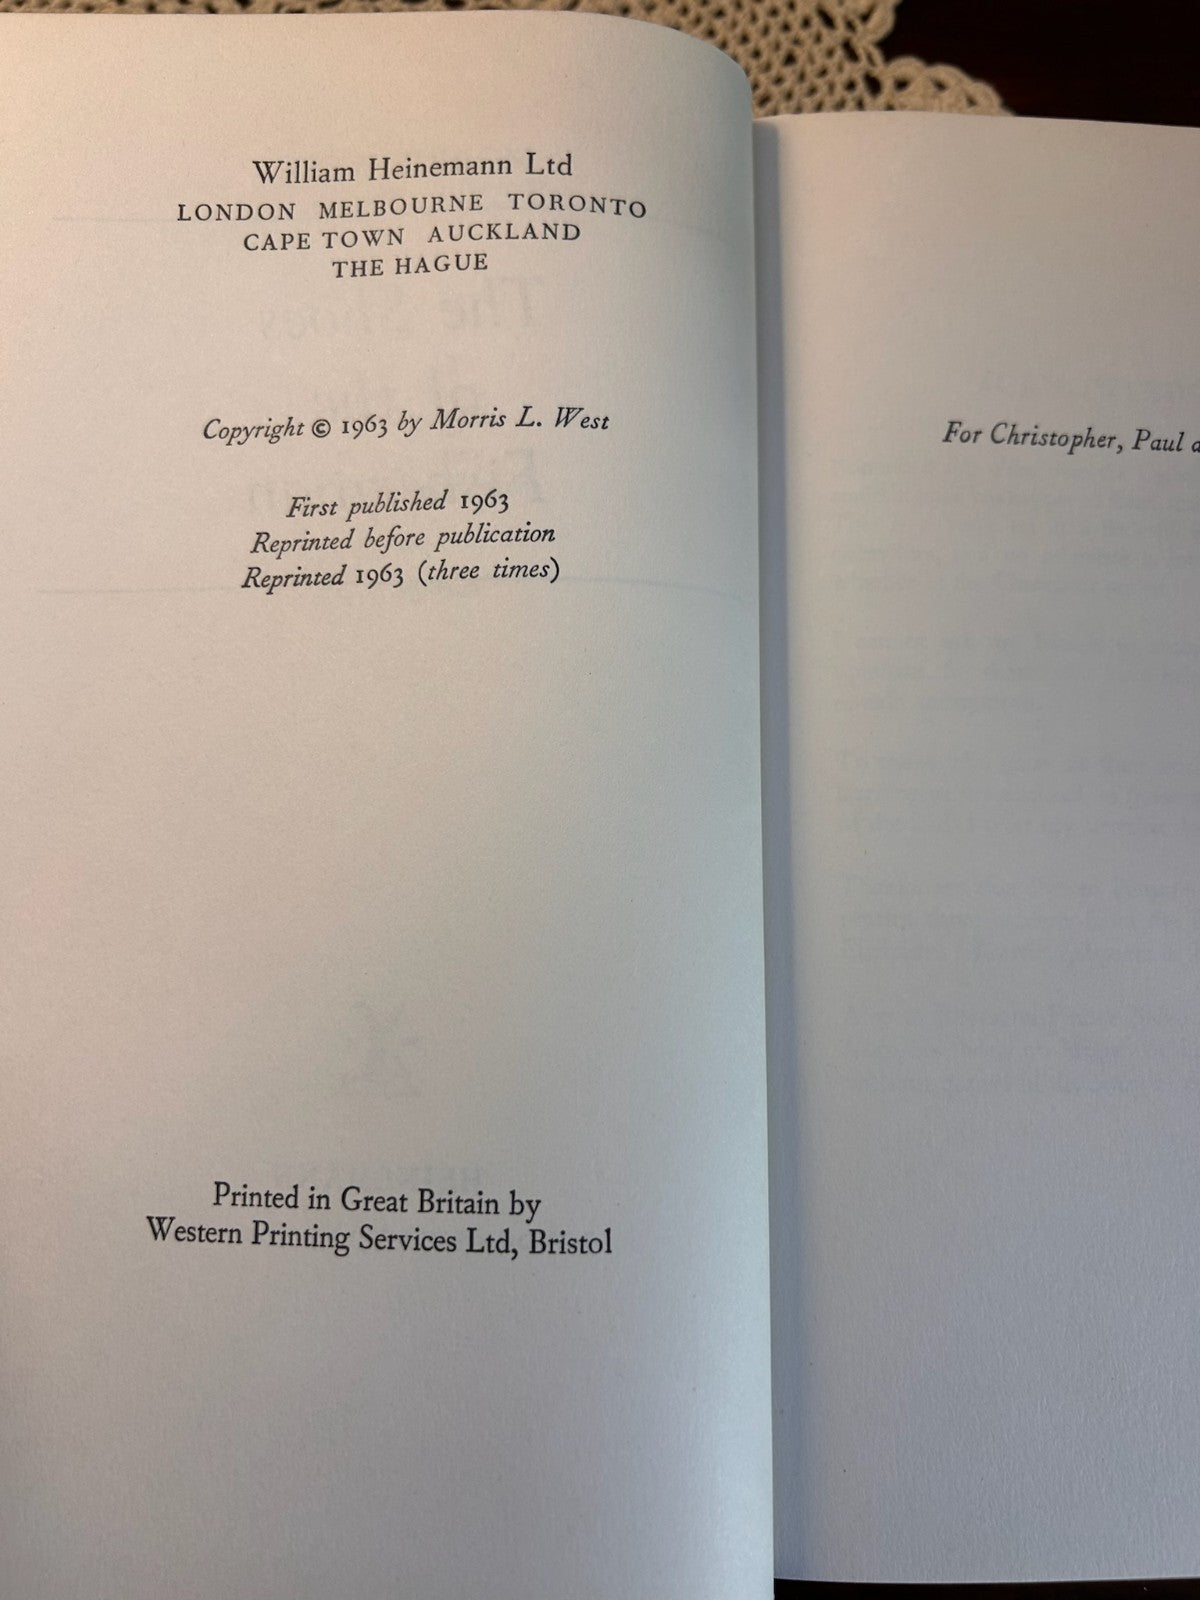 William Heinemann Ltd
LONDON MELBOURNE TORONTO
CAPE TOWN AUCKLAND
THE HAGUE
Copyright © 1963 by Morris L. West
First published 1963
Reprinted before publication
Reprinted 1963 (three times)
Printed in Great Britain by
Western Printing Services Ltd, Bristol
For Christopher, Paul